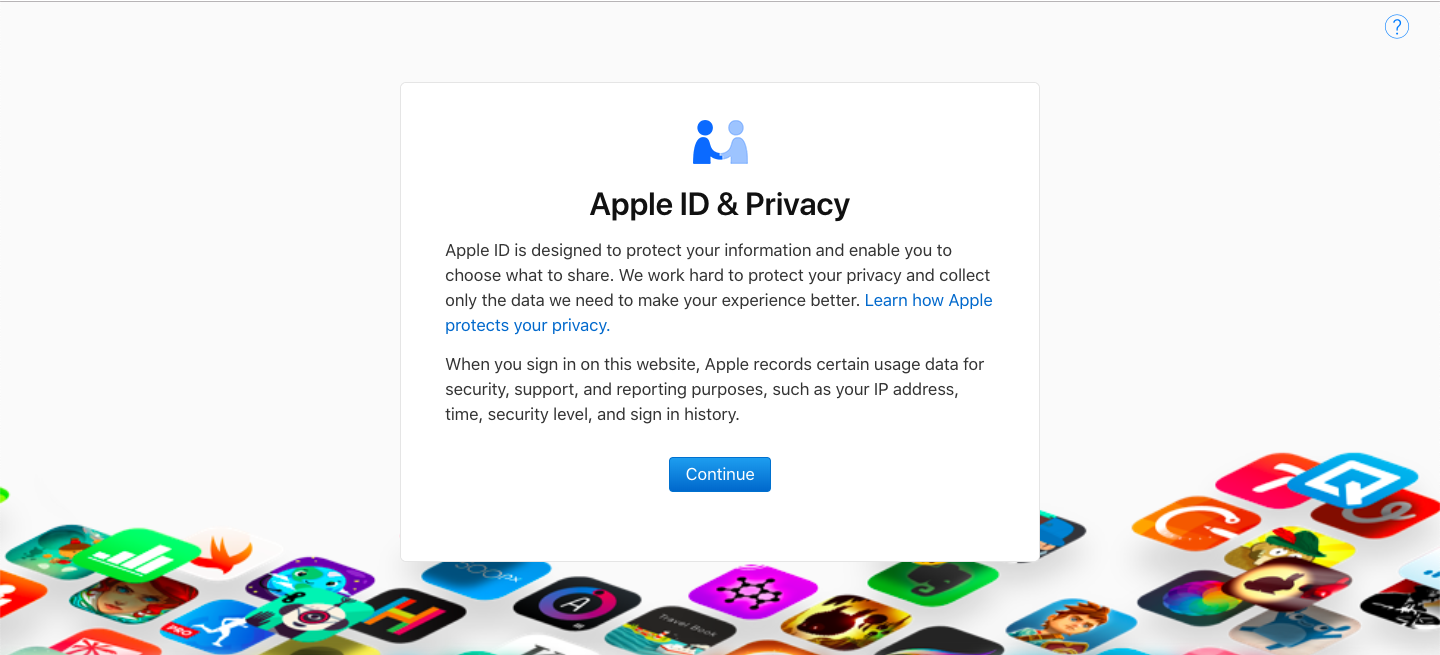 ?
Apple ID & Privacy
Apple ID is designed to protect your information and enable you to
choose what to share. We work hard to protect your privacy and collect
only the data we need to make your experience better. Learn how Apple
protects your privacy.
When you sign in on this website, Apple records certain usage data for
security, support, and reporting purposes, such as your IP address,
time, security level, and sign in history.
Continue
500px
PRO
H
A
Travel Book